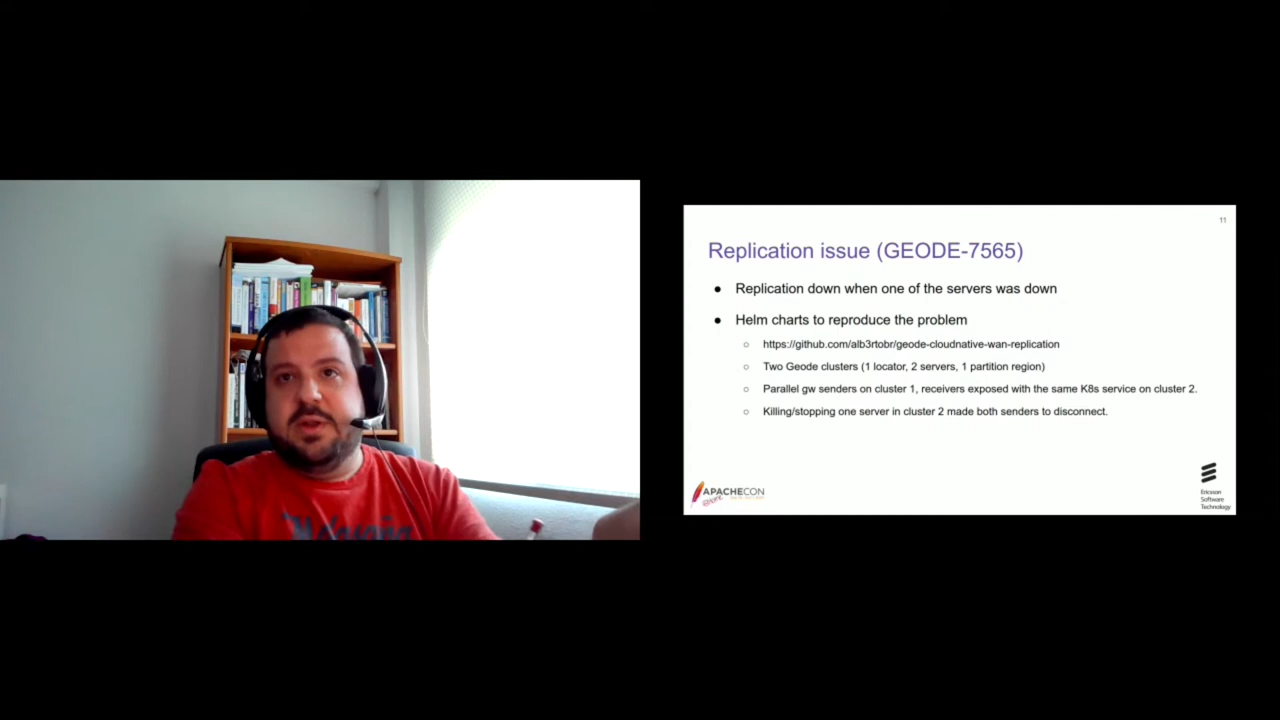 11
Replication issue (GEODE-7565)
● Replication down when one of the servers was down
● Helm charts to reproduce the problem
○ https://github.com/alb3rtobr/geode-cloudnative-wan-replication
○ Two Geode clusters (1 locator, 2 servers, 1 partition region)
○ Parallel gw senders on cluster 1, receivers exposed with the same K8s service on cluster 2.
○ Killing/stopping one server in cluster 2 made both senders to disconnect.
APACHECON
@home
Ericsson
Software
Technology